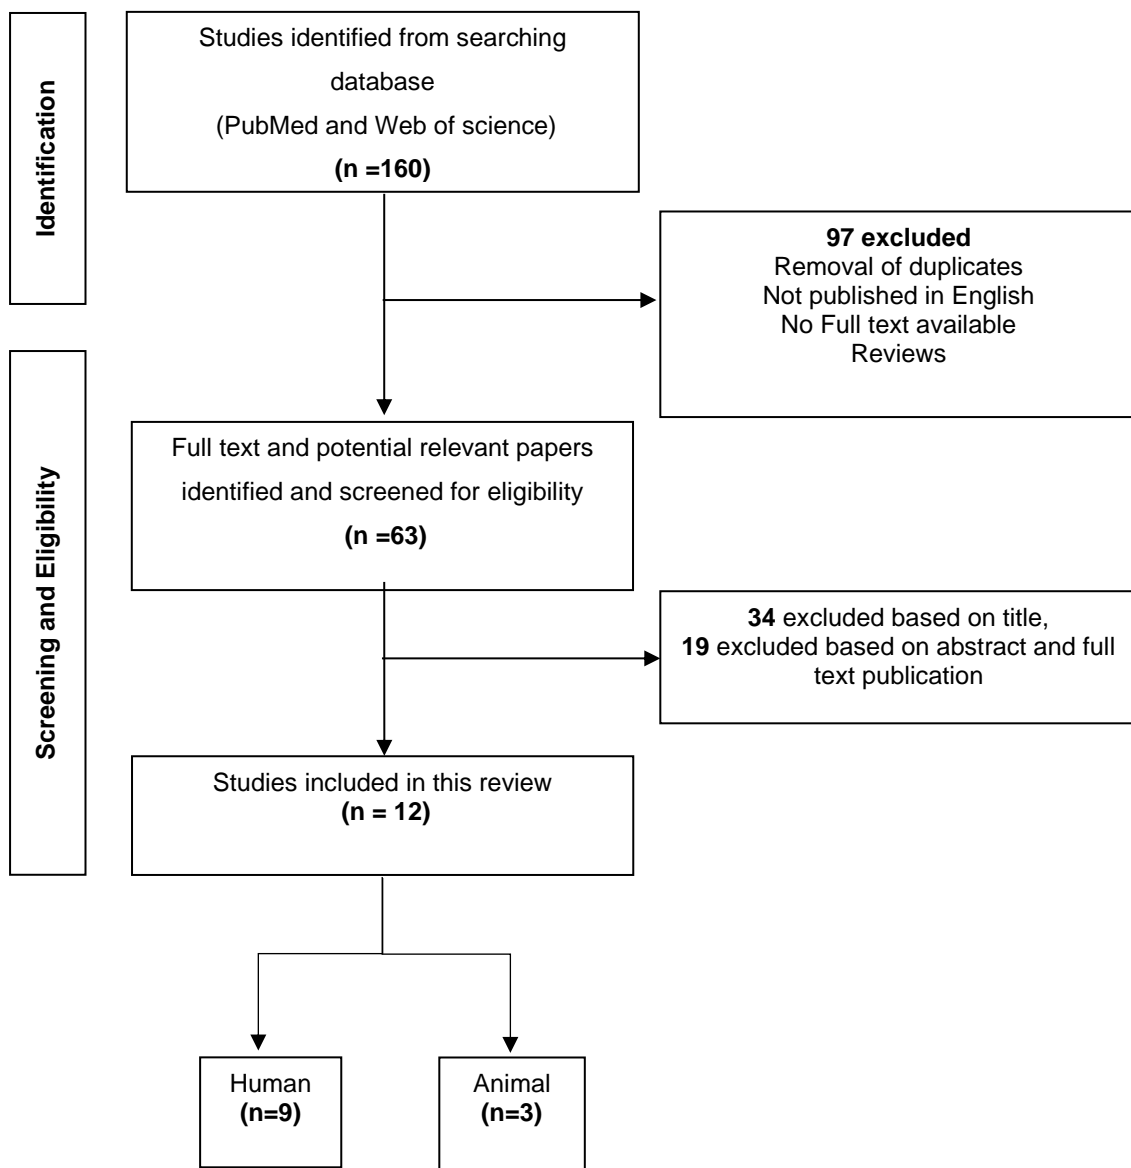 Identification
Studies identified from searching
database
(PubMed and Web of science)
(n =160)
97 excluded
Removal of duplicates
Not published in English
No Full text available
Reviews
Screening and Eligibility
Full text and potential relevant papers
identified and screened for eligibility
(n =63)
34 excluded based on title,
19 excluded based on abstract and full
text publication
Studies included in this review
(n = 12)
Human
(n=9)
Animal
(n=3)